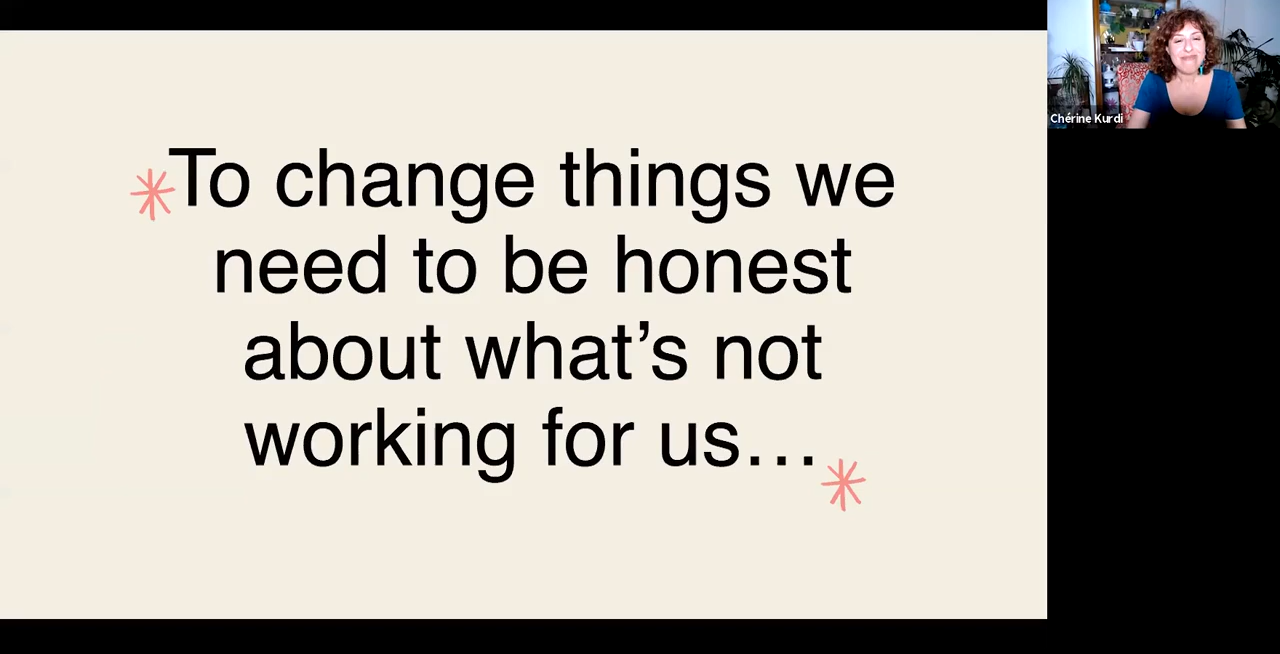 To change things we
need to be honest
about what’s not
working for us…
Chérine Kurdi